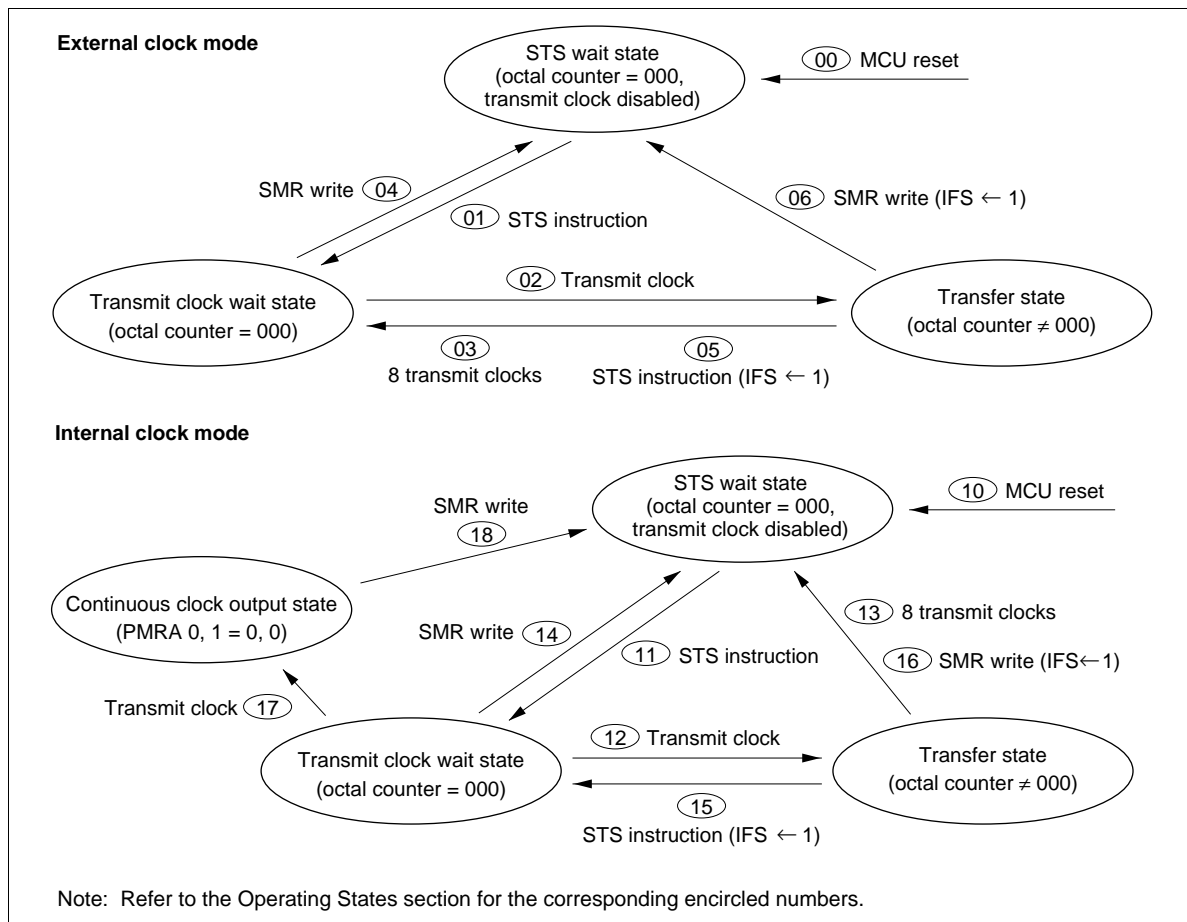 External clock mode
STS wait state
(octal counter = 000,
transmit clock disabled)
00 MCU reset
SMR write 04
01 STS instruction
06 SMR write (IFS ← 1)
02 Transmit clock
Transmit clock wait state
(octal counter = 000)
Transfer state
(octal counter ≠ 000)
03
8 transmit clocks
05
STS instruction (IFS ← 1)
Internal clock mode
STS wait state
(octal counter = 000,
transmit clock disabled)
10 MCU reset
SMR write
18
Continuous clock output state
(PMRA 0, 1 = 0, 0)
SMR write 14
11 STS instruction
13 8 transmit clocks
16 SMR write (IFS←1)
Transmit clock 17
12 Transmit clock
Transmit clock wait state
(octal counter = 000)
Transfer state
(octal counter ≠ 000)
15
STS instruction (IFS ← 1)
Note: Refer to the Operating States section for the corresponding encircled numbers.